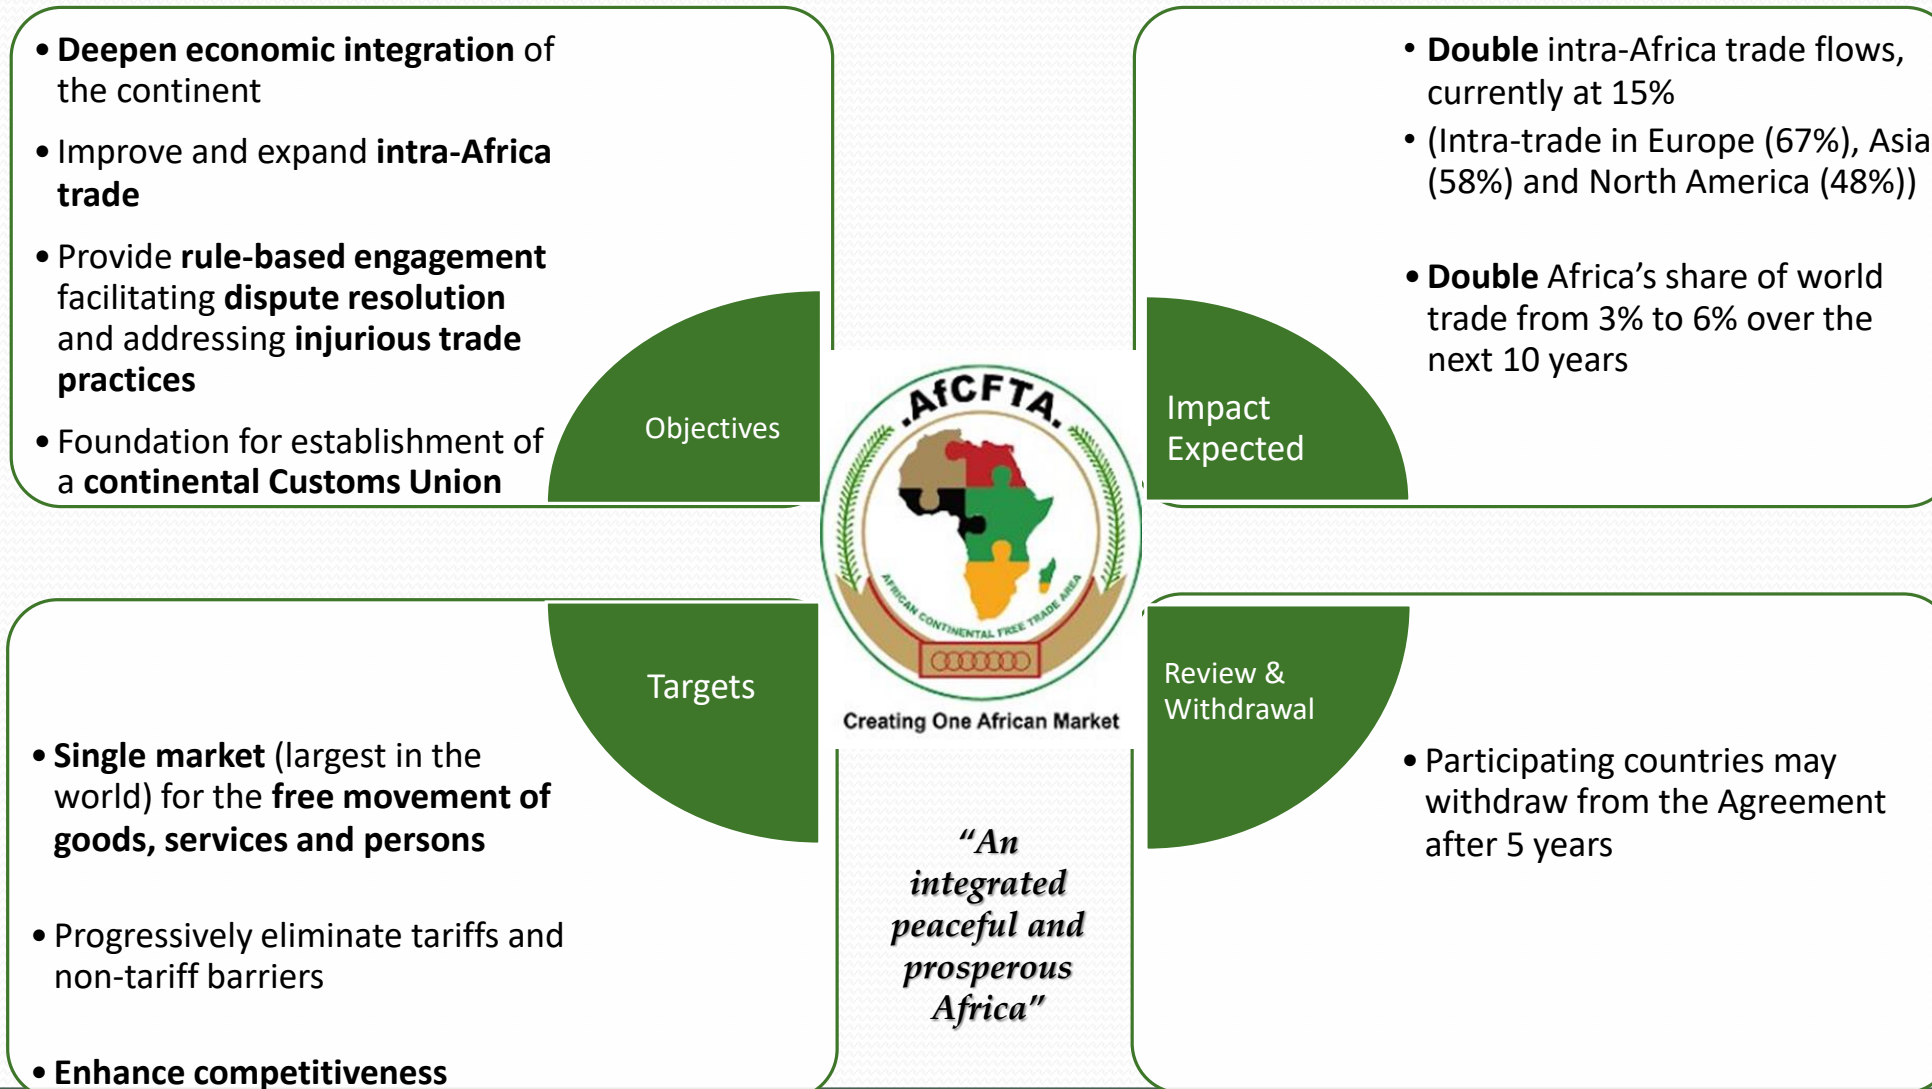 • Deepen economic integration of
the continent
• Improve and expand intra-Africa
trade
• Provide rule-based engagement
facilitating dispute resolution
and addressing injurious trade
practices
• Foundation for establishment of
a continental Customs Union
Objectives
• Double intra-Africa trade flows,
currently at 15%
• (Intra-trade in Europe (67%), Asia
(58%) and North America (48%))
• Double Africa’s share of world
trade from 3% to 6% over the
next 10 years
Impact
Expected
.AfCFTA.
AFRICAN CONTINENTAL FREE TRADE AREA
Creating One African Market
Targets
• Single market (largest in the
world) for the free movement of
goods, services and persons
• Progressively eliminate tariffs and
non-tariff barriers
• Enhance competitiveness
“An
integrated
peaceful and
prosperous
Africa”
Review &
Withdrawal
• Participating countries may
withdraw from the Agreement
after 5 years